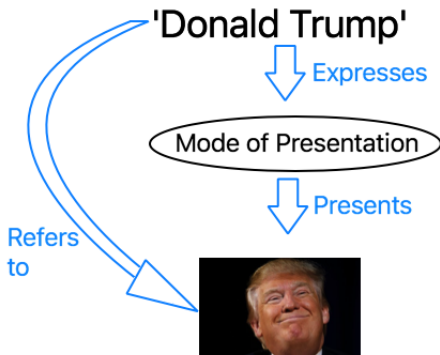 'Donald Trump'
Expresses
Mode of Presentation
Presents
Refers
to